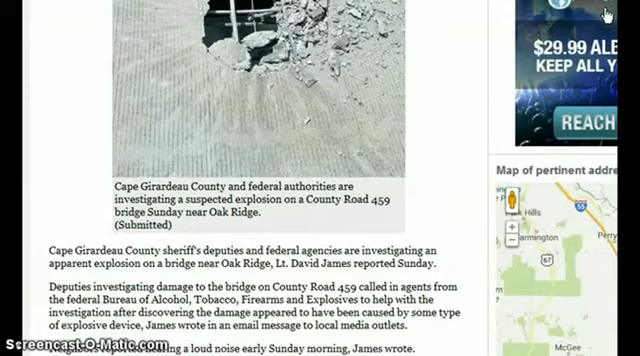 $29.99 ALB
KEEP ALL Y
REACH
Cape Girardeau County and federal authorities are
investigating a suspected explosion on a County Road 459
bridge Sunday near Oak Ridge.
(Submitted)
Map of pertinent addre
55
Park Hills
Farmington
Perry
67
McGee
Cape Girardeau County sheriff's deputies and federal agencies are investigating an
apparent explosion on a bridge near Oak Ridge, Lt. David James reported Sunday.
Deputies investigating damage to the bridge on County Road 459 called in agents from
the federal Bureau of Alcohol, Tobacco, Firearms and Explosives to help with the
investigation after discovering the damage appeared to have been caused by some type
of explosive device, James wrote in an email message to local media outlets.
Neighbors reported hearing a loud noise early Sunday morning, James wrote.
Screencast-O-Matic.com